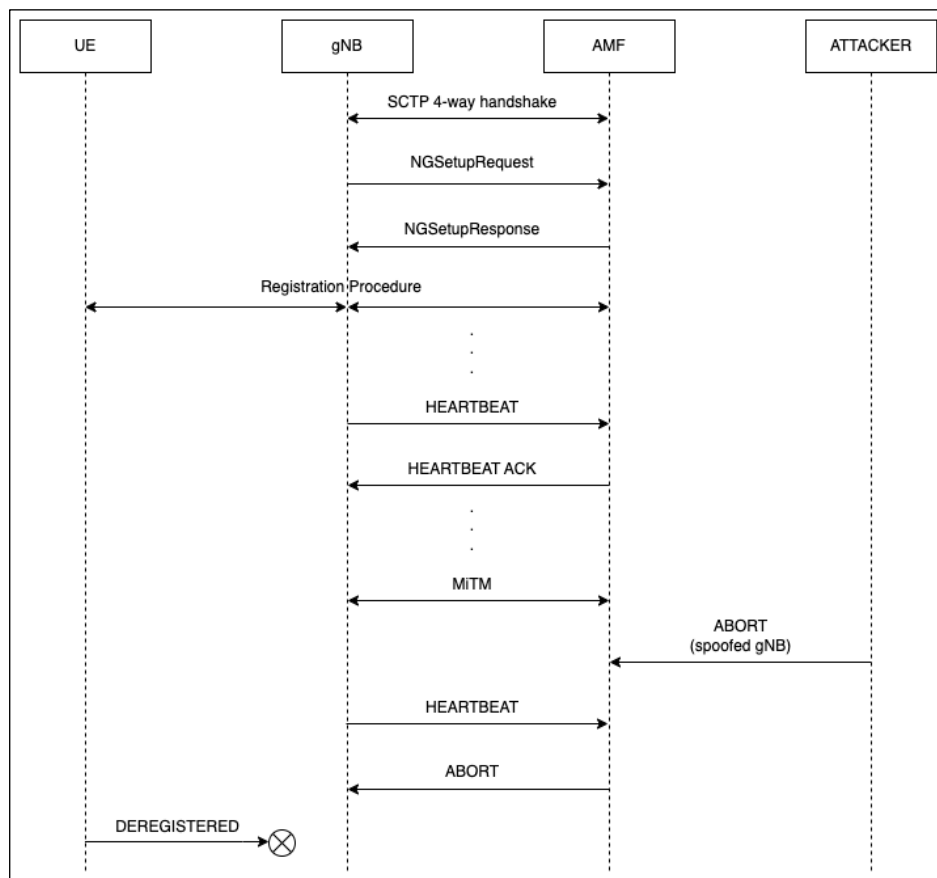 UE
gNB
AMF
ATTACKER
SCTP 4-way handshake
NGSetupRequest
NGSetupResponse
Registration Procedure
HEARTBEAT
HEARTBEAT ACK
MiTM
ABORT
(spoofed gNB)
HEARTBEAT
ABORT
DEREGISTERED